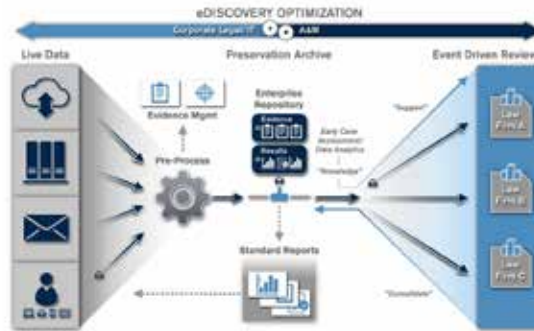 eDISCOVERY OPTIMIZATION
Corporate Legal/IT
A&M
Live Data
Preservation Archive
Event Driven Review
Evidence Mgmt
Pre-Process
Enterprise
Repository
Evidence
Results
Early Case
Assessment/
Data Analytics
"Knowledge"
"Support"
"Consolidate"
Standard Reports
Law
Firm A
Law
Firm B
Law
Firm C